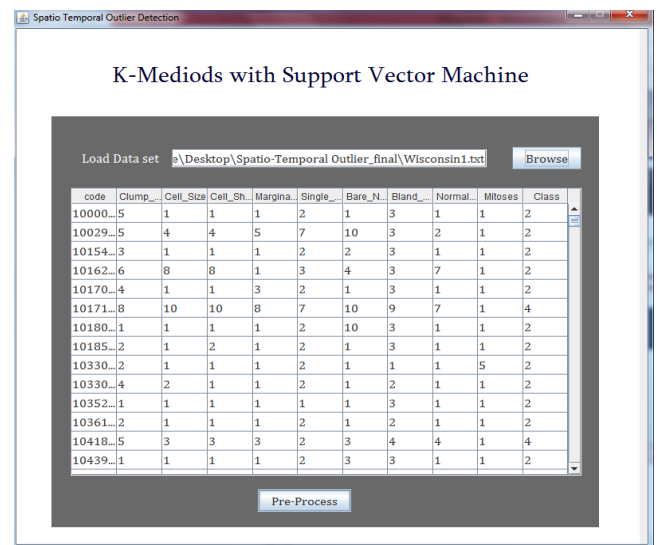 Spatio Temporal Outlier Detection
K-Mediods with Support Vector Machine
Load Data set e\Desktop\Spatio-Temporal Outlier_final\Wisconsin1.txt Browse
code Clump_... Cell_Size Cell_Sh... Margina... Single_... Bare_N... Bland_... Normal... Mitoses Class
10000... 5 1 1 1 2 1 3 1 1 2
10029... 5 4 4 5 7 10 3 2 1 2
10154... 3 1 1 1 2 2 3 1 1 2
10162... 6 8 8 1 3 4 3 7 1 2
10170... 4 1 1 3 2 1 3 1 1 2
10171... 8 10 10 8 7 10 9 7 1 4
10180... 1 1 1 1 2 10 3 1 1 2
10185... 2 1 2 1 2 1 3 1 1 2
10330... 2 1 1 1 2 1 1 1 5 2
10330... 4 2 1 1 2 1 2 1 1 2
10352... 1 1 1 1 1 1 3 1 1 2
10361... 2 1 1 1 2 1 2 1 1 2
10418... 5 3 3 3 2 3 4 4 1 4
10439... 1 1 1 1 2 3 3 1 1 2
Pre-Process